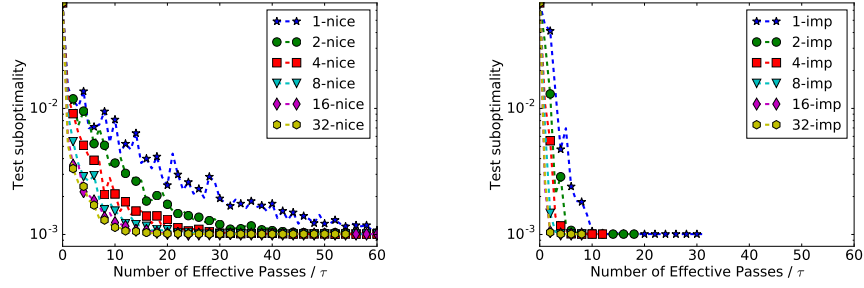 Test suboptimality
10⁻²
10⁻³
1-nice
2-nice
4-nice
8-nice
16-nice
32-nice
0 10 20 30 40 50 60
Number of Effective Passes / τ
Test suboptimality
10⁻²
10⁻³
1-imp
2-imp
4-imp
8-imp
16-imp
32-imp
0 10 20 30 40 50 60
Number of Effective Passes / τ